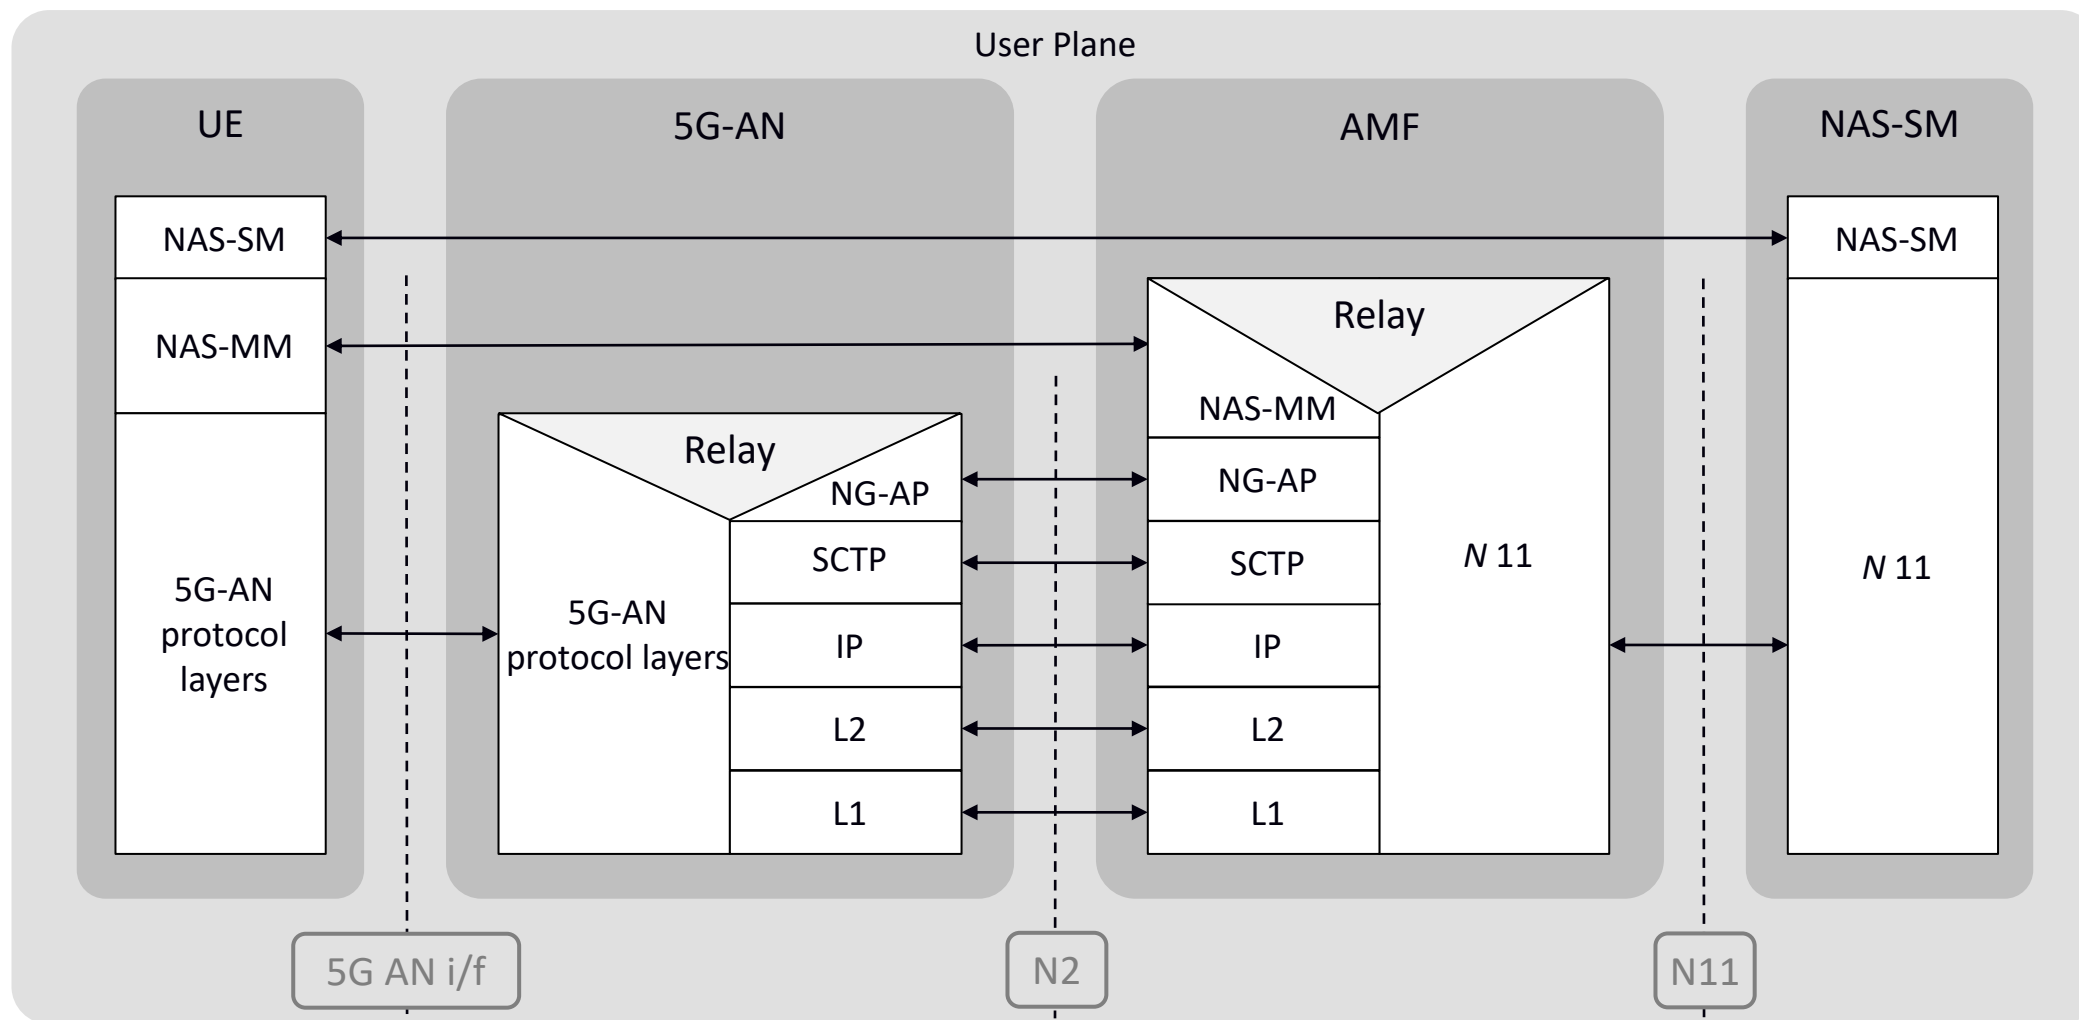 User Plane
UE
5G-AN
AMF
NAS-SM
NAS-SM
NAS-MM
5G-AN
protocol
layers
Relay
NG-AP
5G-AN
protocol layers
SCTP
IP
L2
L1
Relay
NAS-MM
NG-AP
SCTP
IP
L2
L1
N 11
NAS-SM
N 11
5G AN i/f
N2
N11